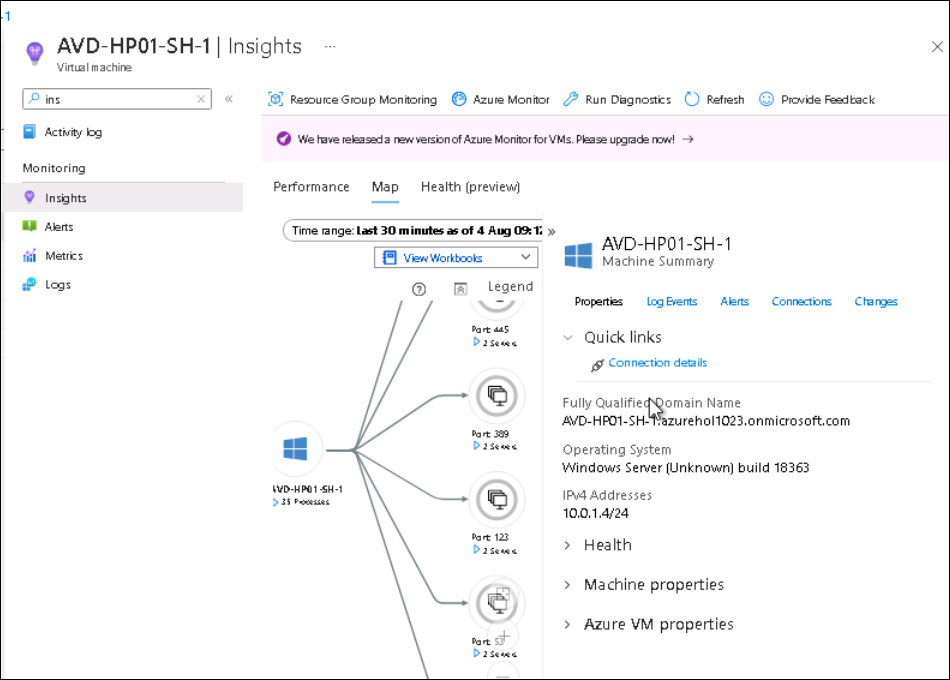 -1
AVD-HP01-SH-1 | Insights ...
Virtual machine
ins
Activity log
Monitoring
Insights
Alerts
Metrics
Logs
Resource Group Monitoring
Azure Monitor
Run Diagnostics
Refresh
Provide Feedback
We have released a new version of Azure Monitor for VMs. Please upgrade now! →
Performance
Map
Health (preview)
Time range: Last 30 minutes as of 4 Aug 09:12
View Workbooks
Legend
Port: 445
2 Servers
Port: 389
2 Servers
AVD-HP01-SH-1
35 Processes
Port: 123
2 Servers
Port: 53
2 Servers
AVD-HP01-SH-1
Machine Summary
Properties
Log Events
Alerts
Connections
Changes
Quick links
Connection details
Fully Qualified Domain Name
AVD-HP01-SH-1.azurehol1023.onmicrosoft.com
Operating System
Windows Server (Unknown) build 18363
IPv4 Addresses
10.0.1.4/24
Health
Machine properties
Azure VM properties